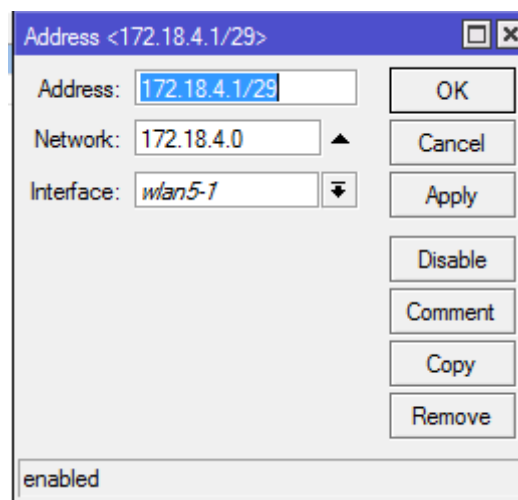 Address <172.18.4.1/29>
Address: 172.18.4.1/29
OK
Network: 172.18.4.0
Cancel
Interface: wlan5-1
Apply
Disable
Comment
Copy
Remove
enabled